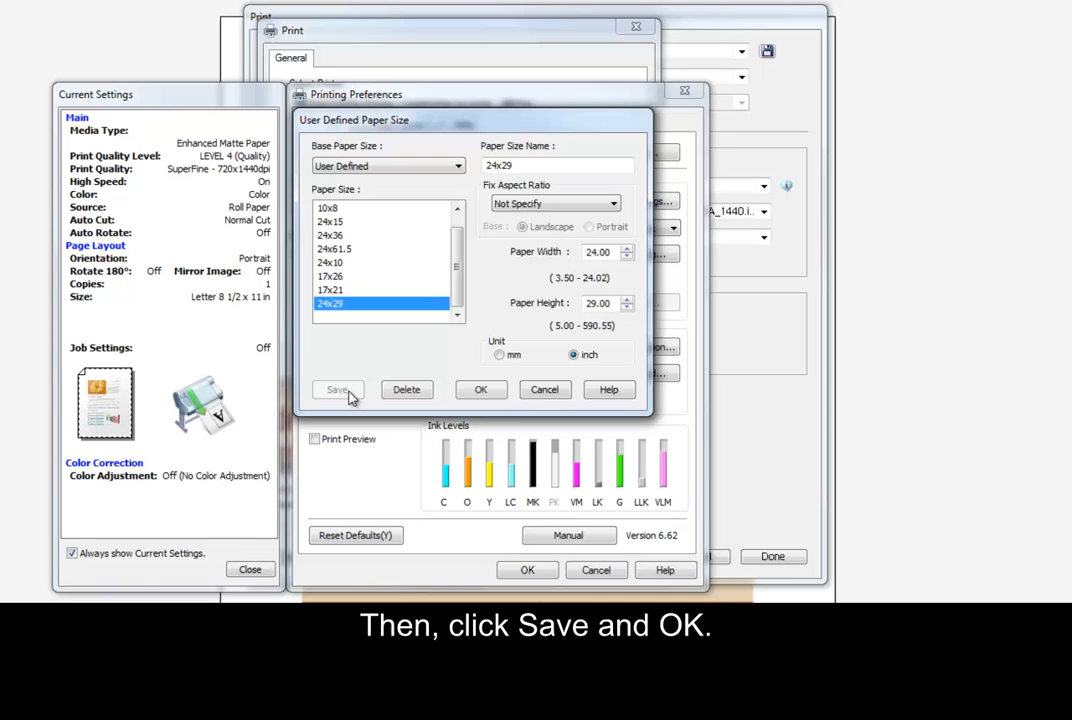 Print
Print
General
Current Settings
Main
Media Type:
Enhanced Matte Paper
Print Quality Level: LEVEL 4 (Quality)
Print Quality: SuperFine - 720x1440dpi
High Speed: On
Color: Color
Source: Roll Paper
Auto Cut: Normal Cut
Auto Rotate: Off
Page Layout
Orientation: Portrait
Rotate 180°: Off Mirror Image: Off
Copies: 1
Size: Letter 8 1/2 x 11 in
Job Settings: Off
Color Correction
Color Adjustment: Off (No Color Adjustment)
Always show Current Settings.
Close
Printing Preferences
User Defined Paper Size
Base Paper Size :
User Defined
Paper Size :
10x8
24x15
24x36
24x61.5
24x10
17x26
17x21
24x29
Paper Size Name :
24x29
Fix Aspect Ratio
Not Specify
Base : Landscape Portrait
Paper Width : 24.00
( 3.50 - 24.02)
Paper Height : 29.00
( 5.00 - 590.55)
Unit
mm inch
Save
Delete
OK
Cancel
Help
Print Preview
Ink Levels
C O Y LC MK PK VM LK G LLK VLM
Reset Defaults(Y)
Manual
Version 6.62
OK
Cancel
Help
A_1440.i...
Done
Then, click Save and OK.